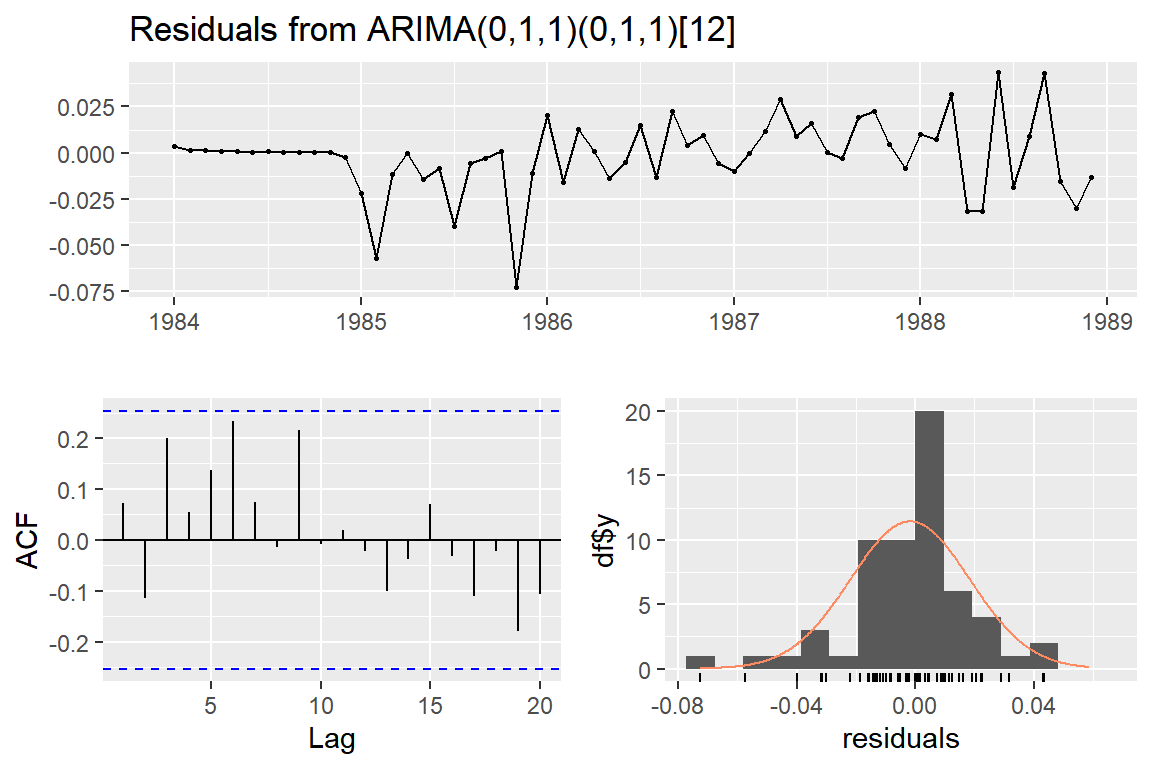 Residuals from ARIMA(0,1,1)(0,1,1)[12]
0.025
0.000
-0.025
-0.050
-0.075
1984 1985 1986 1987 1988 1989
ACF
0.2
0.1
0.0
-0.1
-0.2
5 10 15 20
Lag
df$y
20
15
10
5
0
-0.08 -0.04 0.00 0.04
residuals